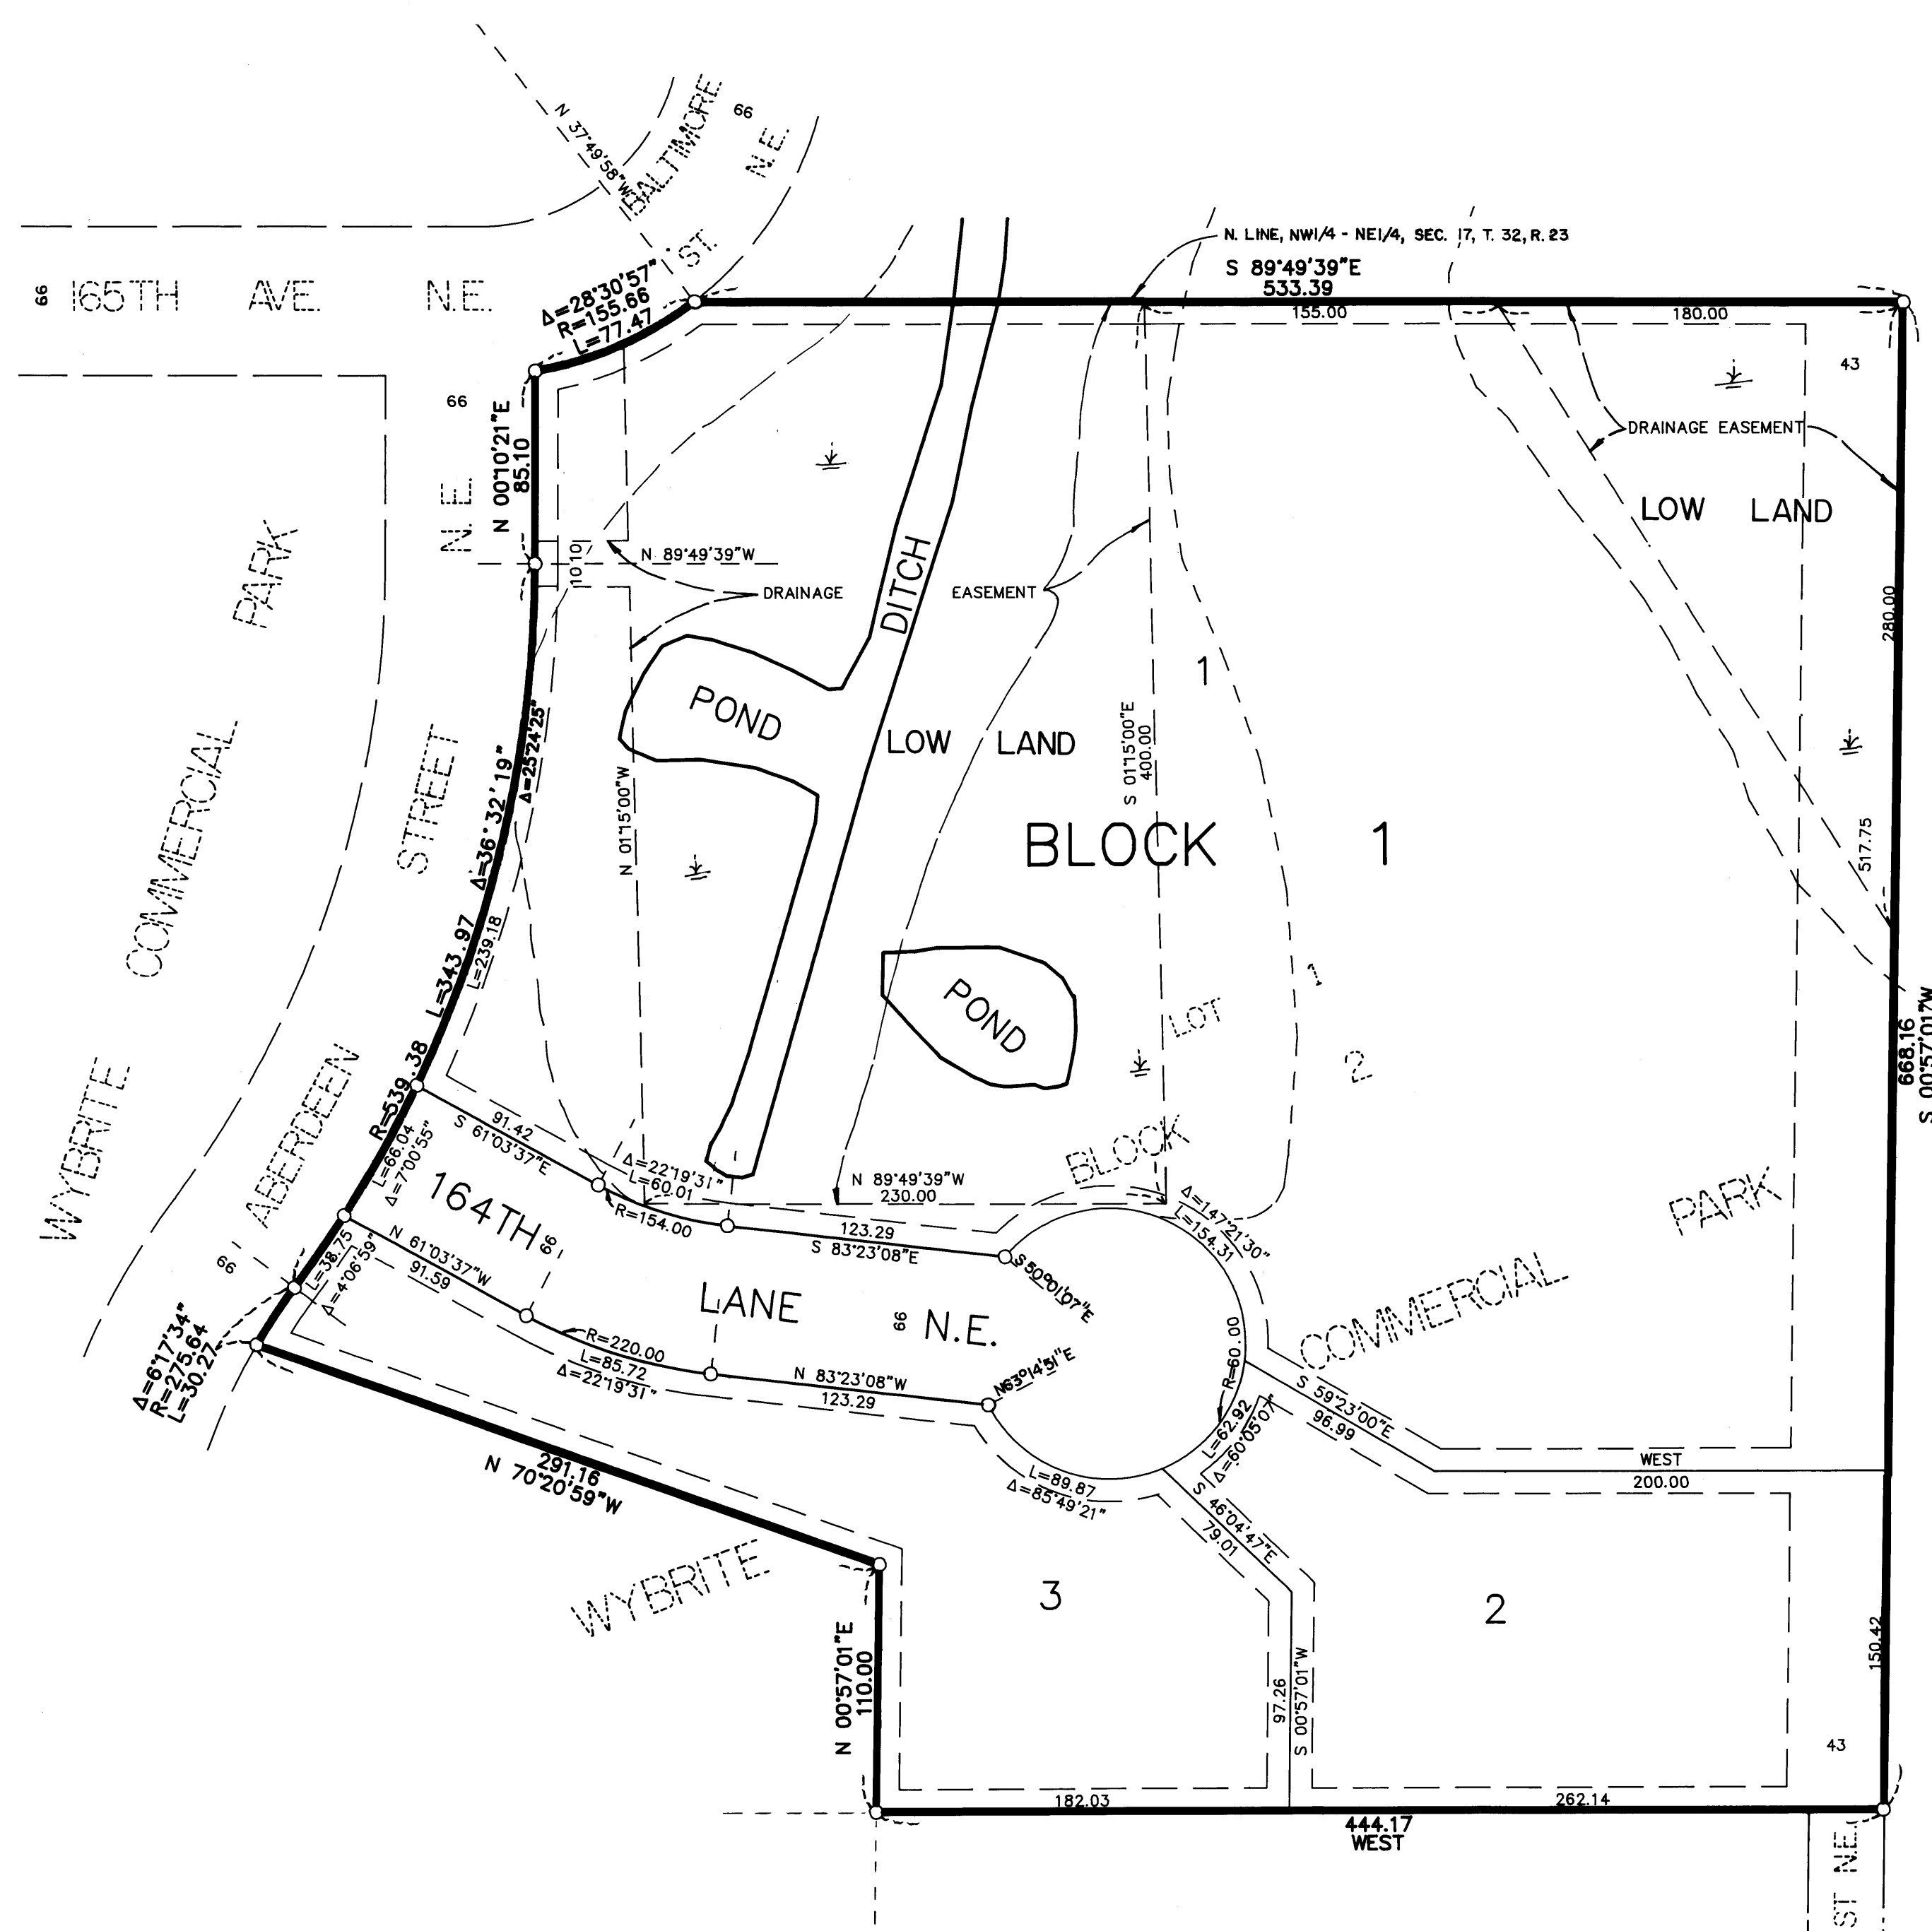 N 37°49'58"W
BALTIMORE
66
N.E.
ST.
N. LINE, NW1/4 - NE1/4, SEC. 17, T. 32, R. 23
S 89°49'39"E
533.39
155.00
180.00
66
165TH AVE. N.E.
Δ=28°30'57"
R=155.66
L=77.47
43
66
N 00°10'21"E
85.10
DRAINAGE EASEMENT
LOW LAND
N.E.
PARK
10 10
N 89°49'39"W
DRAINAGE
EASEMENT
DITCH
280.00
1
POND
LOW LAND
S 01°15'00"E
400.00
COMMERCIAL
STREET
Δ=25°24'25"
Δ=36°32'19"
N 01°15'00"W
BLOCK 1
517.75
L=343.97
L=239.18
POND
LOT 1
BLOCK 2
668.16
S 00°57'01"W
WYBRITE
ABERDEEN
R=539.38
L=66.04
Δ=7°00'55"
91.42
S 61°03'37"E
Δ=22°19'31"
L=60.01
R=154.00
N 89°49'39"W
230.00
164TH
66
123.29
S 83°23'08"E
Δ=147°21'30"
L=154.31
S 50°01'07"E
PARK
COMMERCIAL
66
L=38.75
Δ=4°06'59"
N 61°03'37"W
91.59
LANE
66
N.E.
R=60.00
Δ=6°17'34"
R=275.64
L=30.27
R=220.00
L=85.72
Δ=22°19'31"
N 83°23'08"W
123.29
N63°14'51"E
S 59°23'00"E
96.99
L=62.92
Δ=60°05'07"
291.16
N 70°20'59"W
L=89.87
Δ=85°49'21"
WEST
200.00
S 46°04'47"E
79.01
WYBRITE
3
2
N 00°57'01"E
110.00
97.26
S 00°57'01"W
150.42
43
182.03
262.14
444.17
WEST
ST N.E.